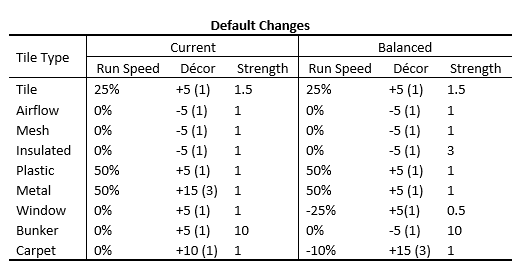 Default Changes
Tile Type Current Balanced
Run Speed Décor Strength Run Speed Décor Strength
Tile 25% +5 (1) 1.5 25% +5 (1) 1.5
Airflow 0% -5 (1) 1 0% -5 (1) 1
Mesh 0% -5 (1) 1 0% -5 (1) 1
Insulated 0% -5 (1) 1 0% -5 (1) 3
Plastic 50% +5 (1) 1 50% +5 (1) 1
Metal 50% +15 (3) 1 50% +5 (1) 1
Window 0% +5 (1) 1 -25% +5(1) 0.5
Bunker 0% +5 (1) 10 0% -5 (1) 10
Carpet 0% +10 (1) 1 -10% +15 (3) 1